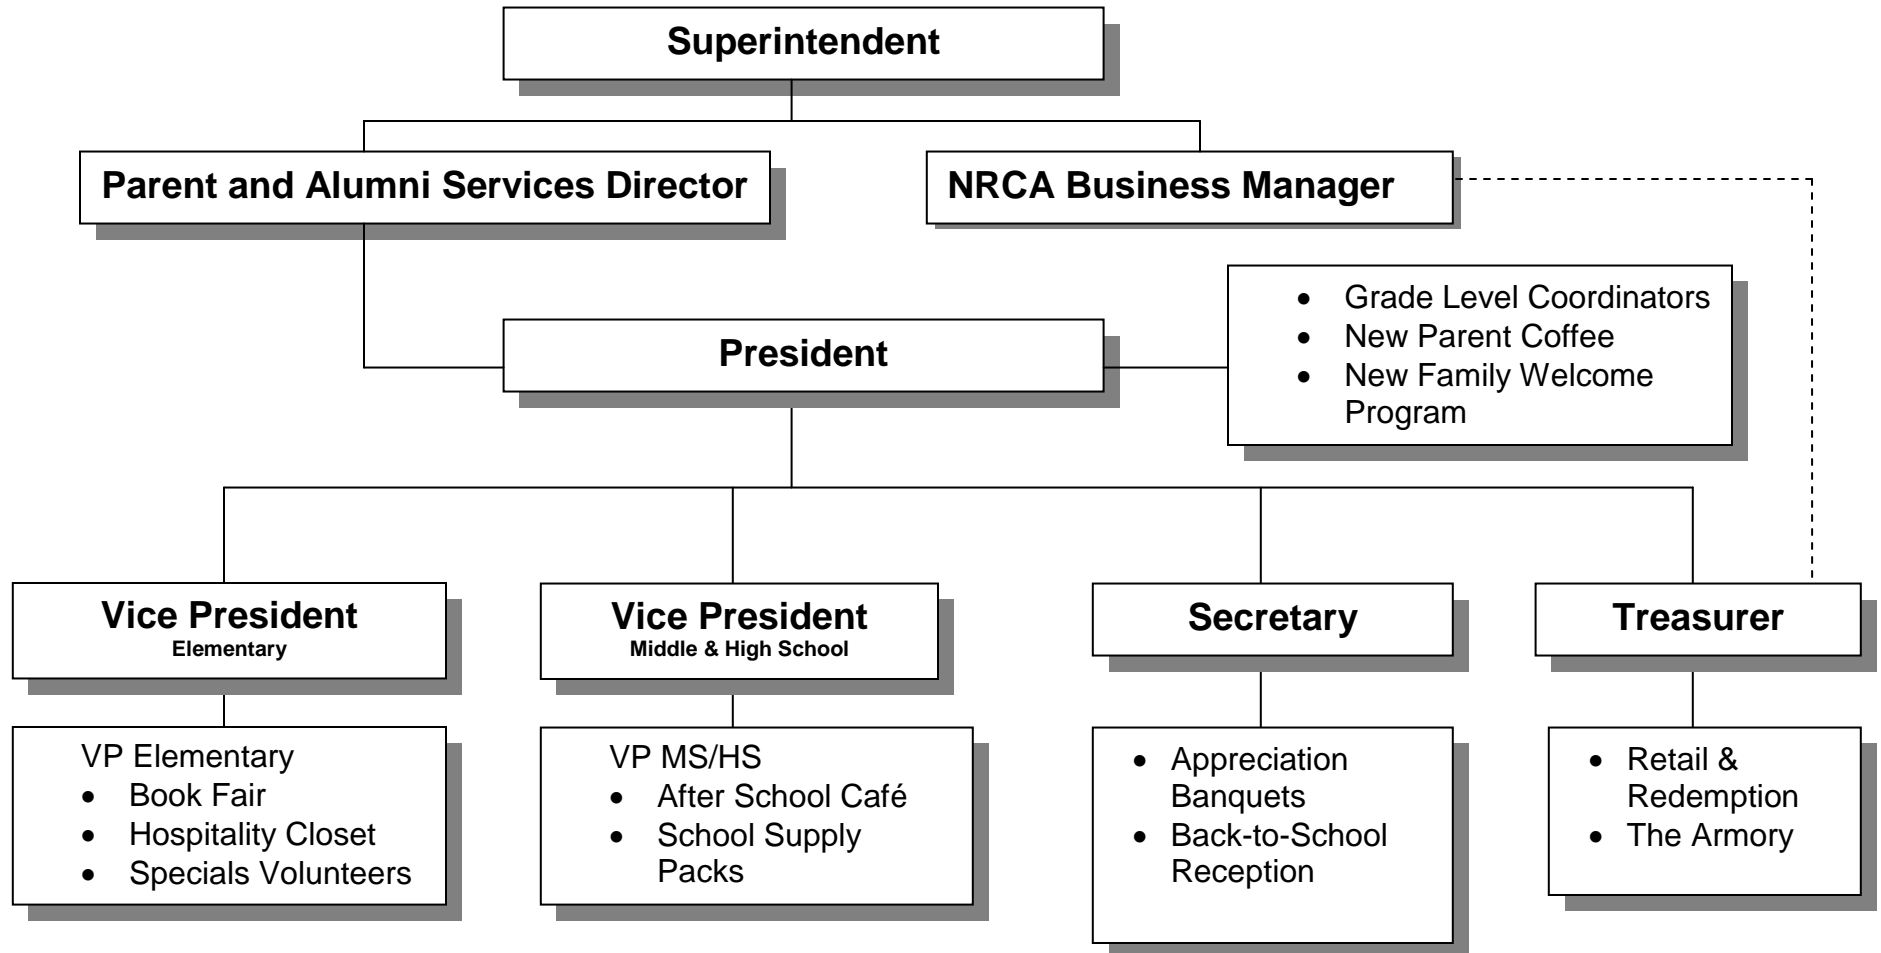 Superintendent
Parent and Alumni Services Director
NRCA Business Manager
• Grade Level Coordinators
• New Parent Coffee
• New Family Welcome
Program
President
Vice President
Elementary
Vice President
Middle & High School
Secretary
Treasurer
VP Elementary
• Book Fair
• Hospitality Closet
• Specials Volunteers
VP MS/HS
• After School Café
• School Supply
Packs
• Appreciation
Banquets
• Back-to-School
Reception
• Retail &
Redemption
• The Armory